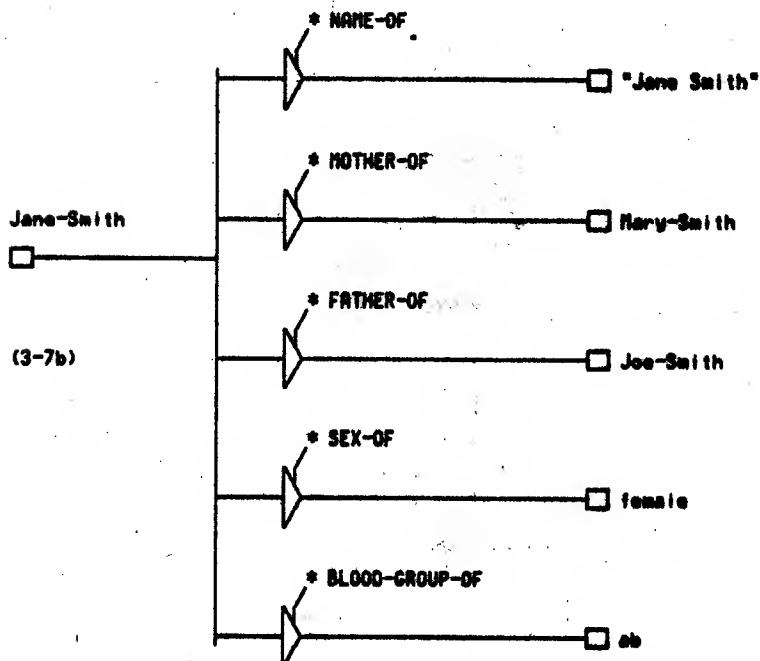 * NAME-OF
"Jane Smith"
* MOTHER-OF
Jane-Smith
Mary-Smith
* FATHER-OF
(3-7b)
Joe-Smith
* SEX-OF
female
* BLOOD-GROUP-OF
ab